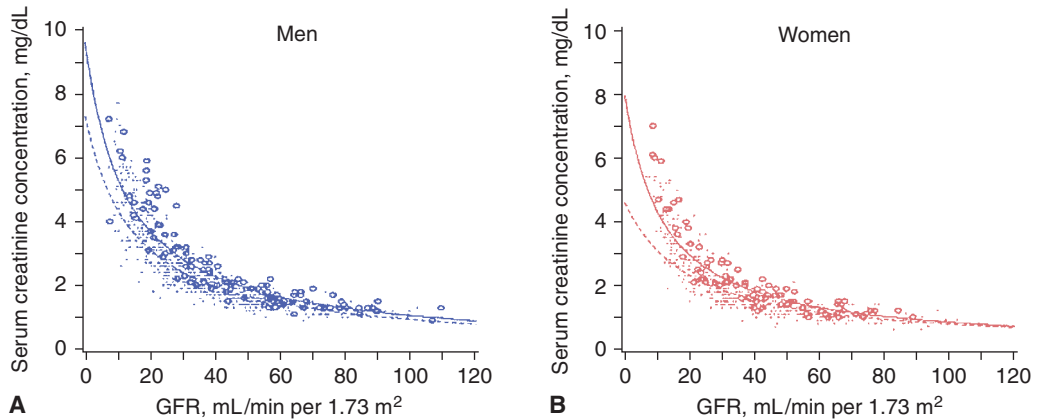 Men
Serum creatinine concentration, mg/dL
10
8
6
4
2
0
0 20 40 60 80 100 120
A
GFR, mL/min per 1.73 m²
Women
Serum creatinine concentration, mg/dL
10
8
6
4
2
0
0 20 40 60 80 100 120
B
GFR, mL/min per 1.73 m²